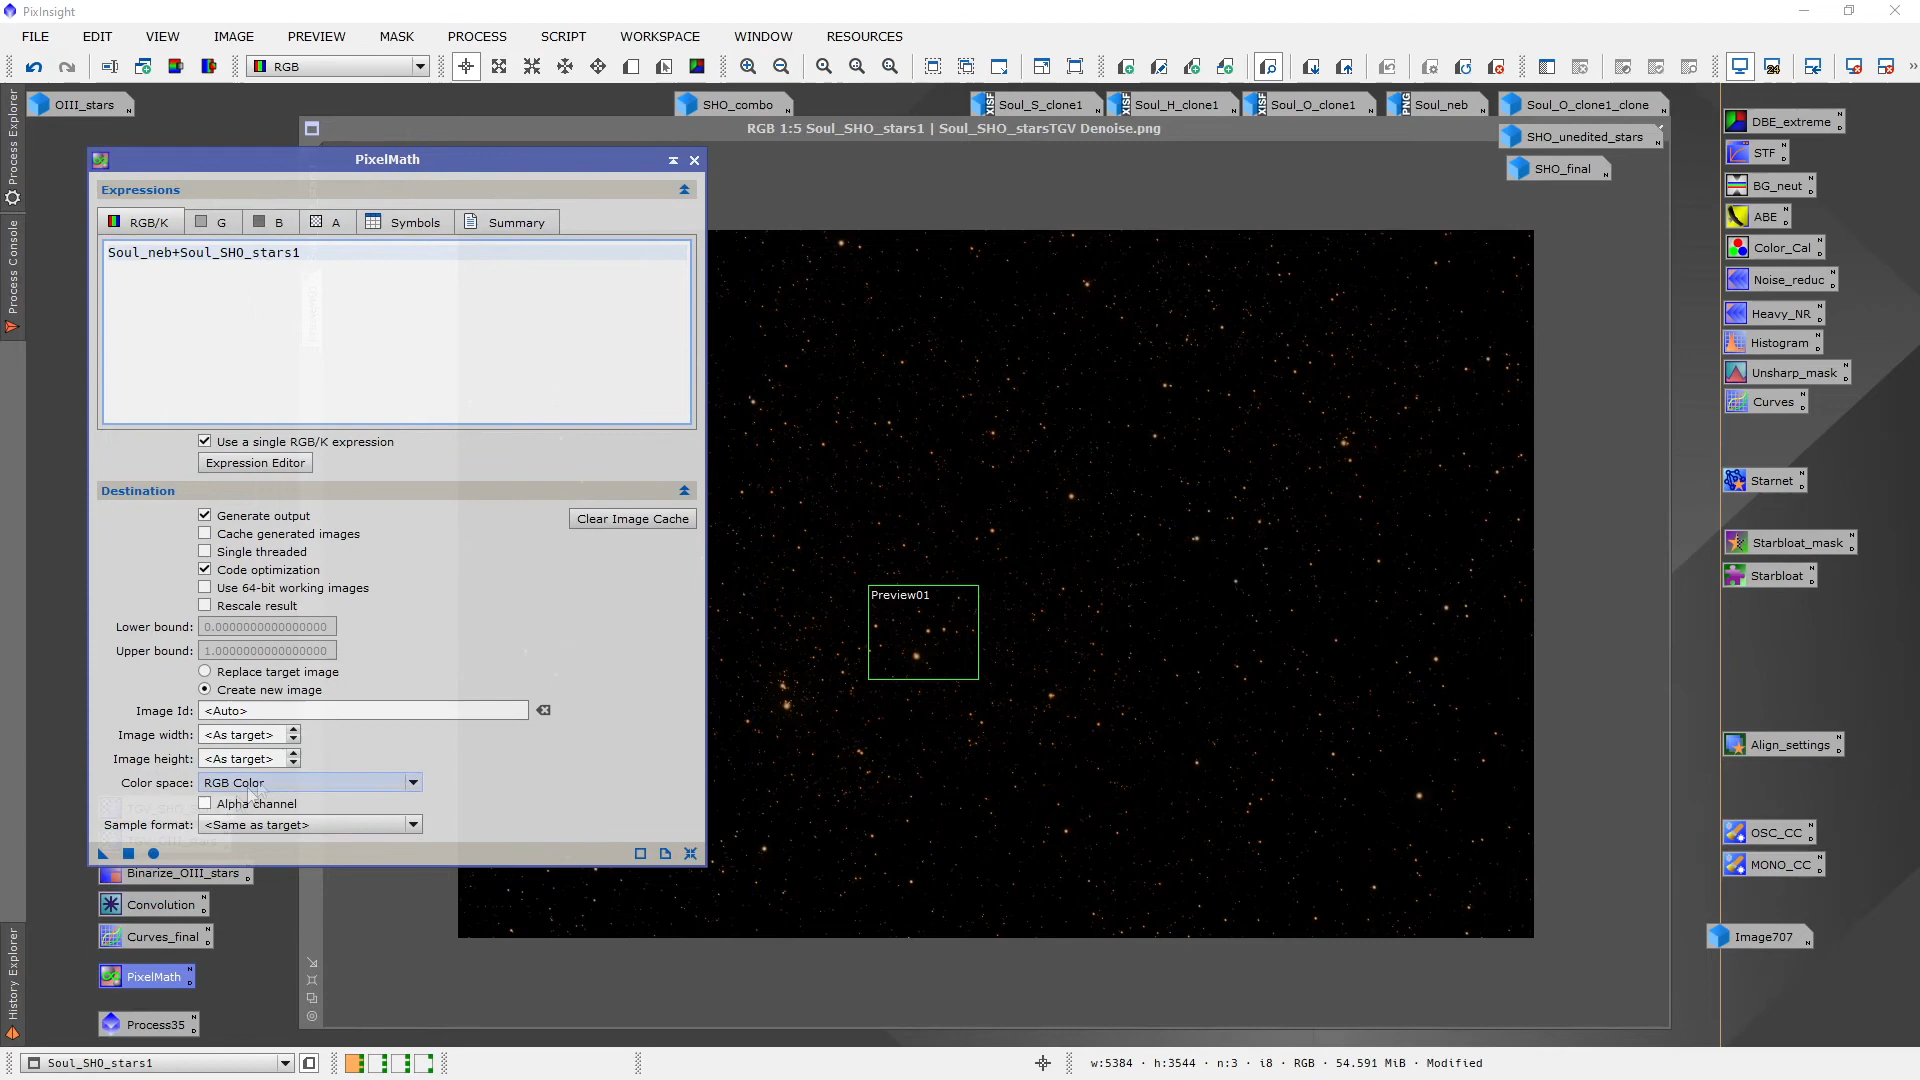 PixInsight
FILE EDIT VIEW IMAGE PREVIEW MASK PROCESS SCRIPT WORKSPACE WINDOW RESOURCES
RGB
24
Process Explorer
Process Console
History Explorer
OIII_stars
SHO_combo
XISF Soul_S_clone1
XISF Soul_H_clone1
XISF Soul_O_clone1
PNG Soul_neb
Soul_O_clone1_clone
RGB 1:5 Soul_SHO_stars1 | Soul_SHO_starsTGV Denoise.png
SHO_unedited_stars
SHO_final
PixelMath
Expressions
RGB/K G B A Symbols Summary
Soul_neb+Soul_SHO_stars1
Use a single RGB/K expression
Expression Editor
Destination
Generate output
Clear Image Cache
Cache generated images
Single threaded
Code optimization
Use 64-bit working images
Rescale result
Lower bound: 0.0000000000000000
Upper bound: 1.0000000000000000
Replace target image
Create new image
Image Id: <Auto>
Image width: <As target>
Image height: <As target>
Color space: RGB Color
Alpha channel
Sample format: <Same as target>
Preview01
Binarize_OIII_stars
Convolution
Curves_final
PixelMath
Process35
DBE_extreme
STF
BG_neut
ABE
Color_Cal
Noise_reduc
Heavy_NR
Histogram
Unsharp_mask
Curves
Starnet
Starbloat_mask
Starbloat
Align_settings
OSC_CC
MONO_CC
Image707
Soul_SHO_stars1
w:5384 · h:3544 · n:3 · i8 · RGB · 54.591 MiB · Modified